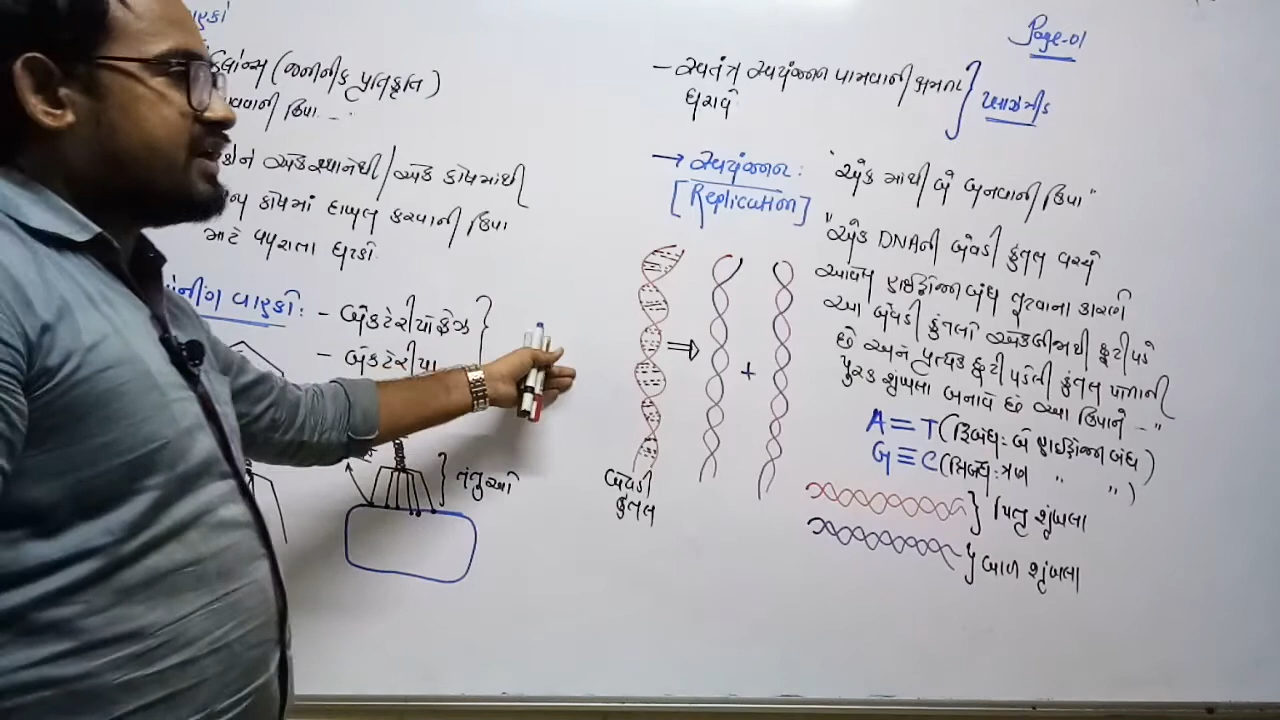 Page-01
ક્લોન્સ (જનીનીક પ્રતિકૃતિ)
ક્રિયા
એક સ્થાનેથી / એક કોષમાંથી
કોષમાં દાખલ કરવાની ક્રિયા
માટે વપરાતા ઘટકો
વાહકો: - બેક્ટેરીયોફેઝ
- બેક્ટેરીયા
તંતુઓ
- સ્વતંત્ર સ્વયંજનન પામવાની ક્ષમતા
ધરાવે
પ્લાઝમીડ
→ સ્વયંજનન: "એક માંથી બે બનવાની ક્રિયા"
[Replication]
"એક DNAની બેવડી કુંતલ વચ્ચે
આવેલ હાઈડ્રોજન બંધ તૂટવાના કારણે
આ બેવડી કુંતલો એકબીજાથી છૂટી પડે
છે અને પ્રત્યેક છૂટી પડેલી કુંતલ પોતાની
પુરક શૃંખલા બનાવે છે આ ક્રિયાને - "
A = T (દ્વિબંધ: બે હાઈડ્રોજન બંધ)
G ≡ C (ત્રિબંધ: ત્રણ " ")
+
બેવડી
કુંતલ
પિતૃ શૃંખલા
બાળ શૃંખલા